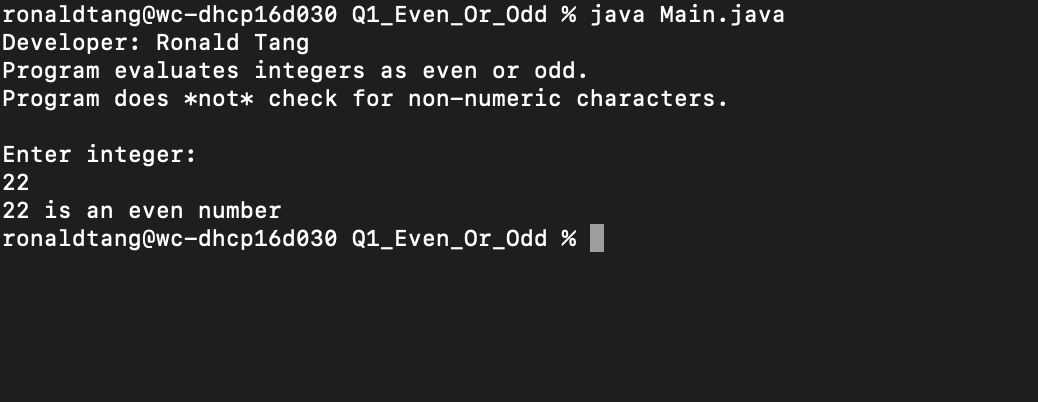 ronaldtang@wc-dhcp16d030 Q1_Even_Or_Odd % java Main.java
Developer: Ronald Tang
Program evaluates integers as even or odd.
Program does *not* check for non-numeric characters.
Enter integer:
22
22 is an even number
ronaldtang@wc-dhcp16d030 Q1_Even_Or_Odd %